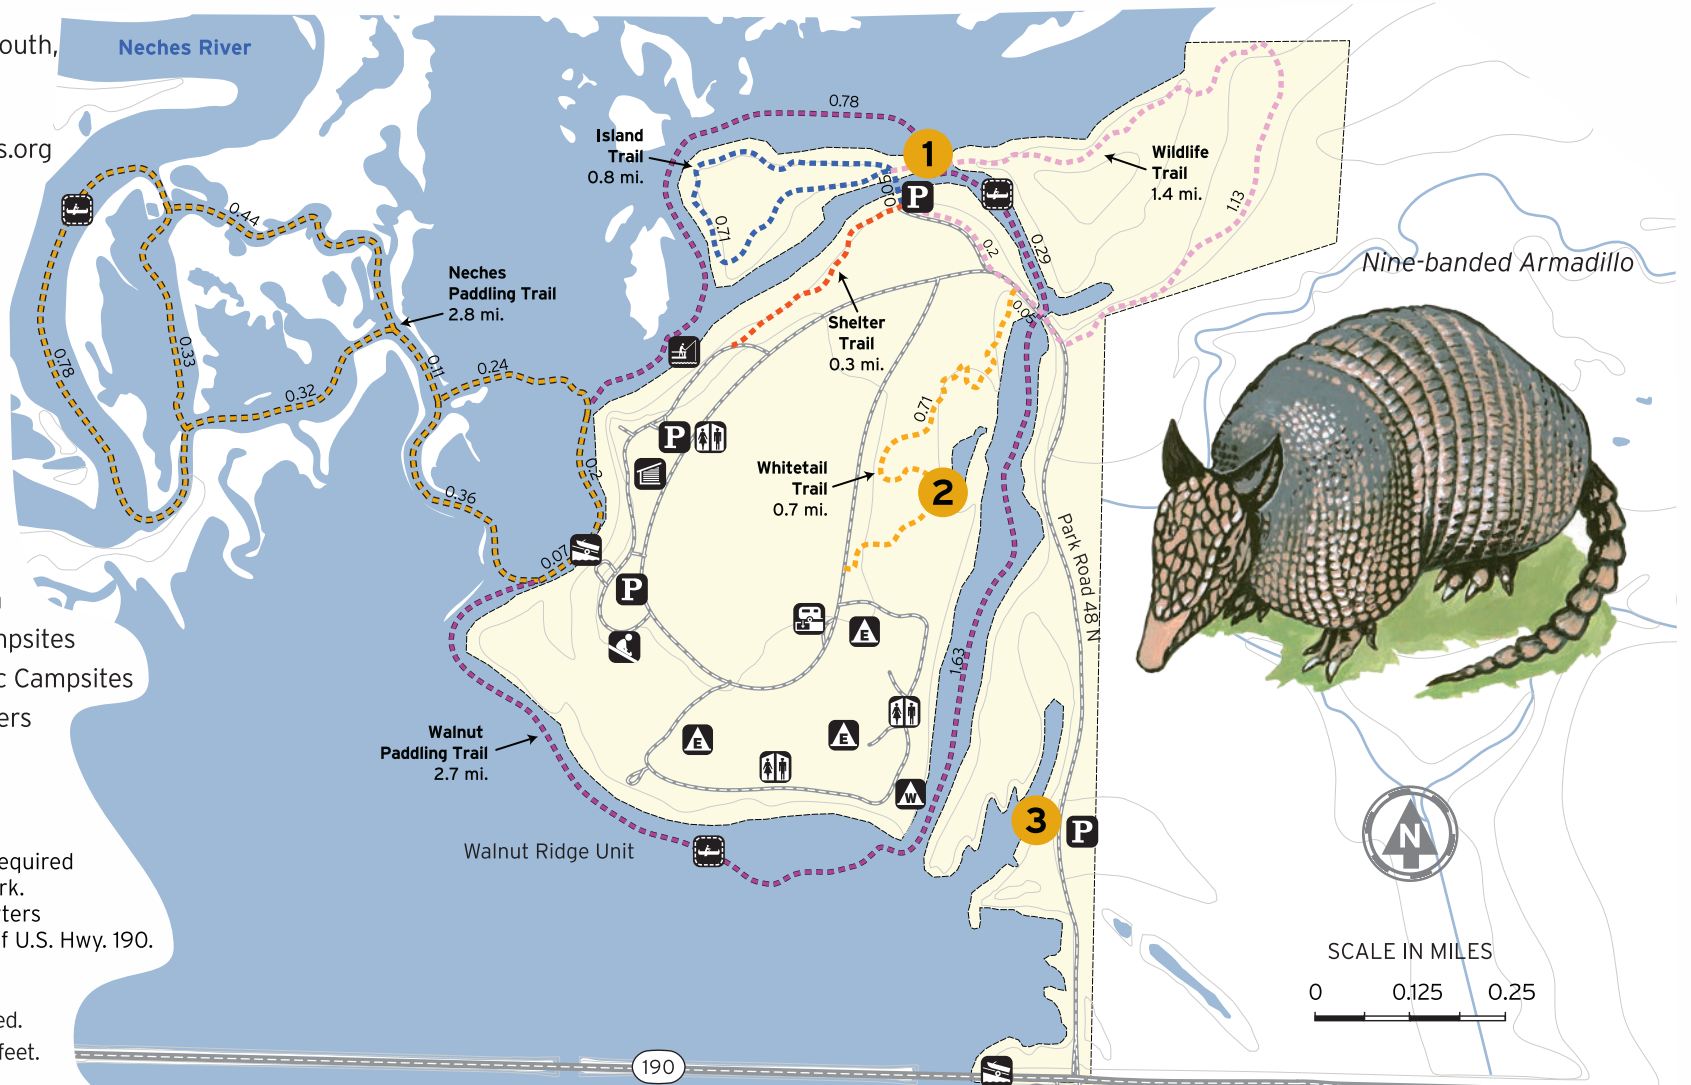 outh,
Neches River
s.org
0.78
Island
Trail
0.8 mi.
1
Wildlife
Trail
1.4 mi.
0.05
P
0.71
0.2
0.29
1.13
0.44
Neches
Paddling Trail
2.8 mi.
Nine-banded Armadillo
0.05
Shelter
Trail
0.3 mi.
0.78
0.33
0.11
0.24
0.32
0.71
P
0.2
Whitetail
Trail
0.7 mi.
2
0.36
0.07
Park Road 48 N
P
E
1.63
mpsites
c Campsites
ers
Walnut
Paddling Trail
2.7 mi.
E
E
W
3
P
N
Walnut Ridge Unit
equired
rk.
ters
f U.S. Hwy. 190.
SCALE IN MILES
0 0.125 0.25
ed.
feet.
190